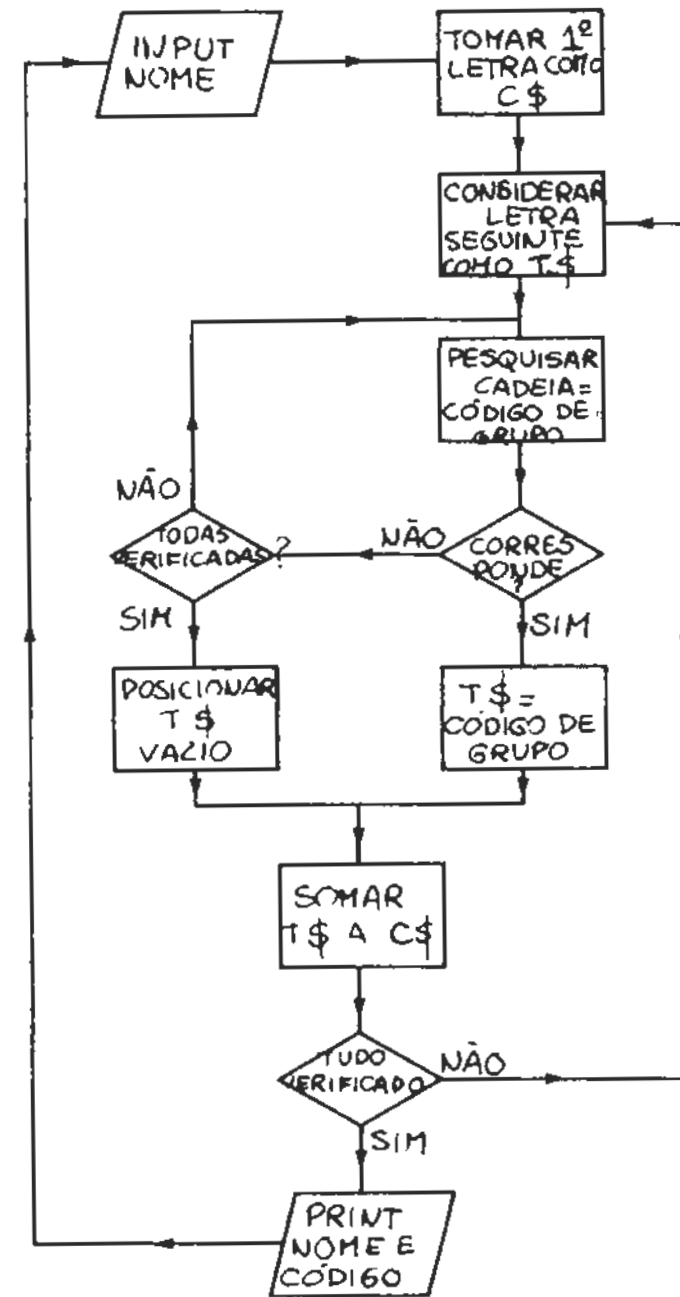 INPUT
NOME
TOMAR 1º
LETRA COMO
C$
CONSIDERAR
LETRA
SEGUINTE
COMO T$
PESQUISAR
CADEIA=
CÓDIGO DE
GRUPO
NÃO
TODAS
VERIFICADAS?
NÃO
CORRES
PONDE
?
SIM
SIM
POSICIONAR
T$
VAZIO
T$=
CÓDIGO DE
GRUPO
SOMAR
T$ A C$
TUDO
VERIFICADO
NÃO
SIM
PRINT
NOME E
CÓDIGO